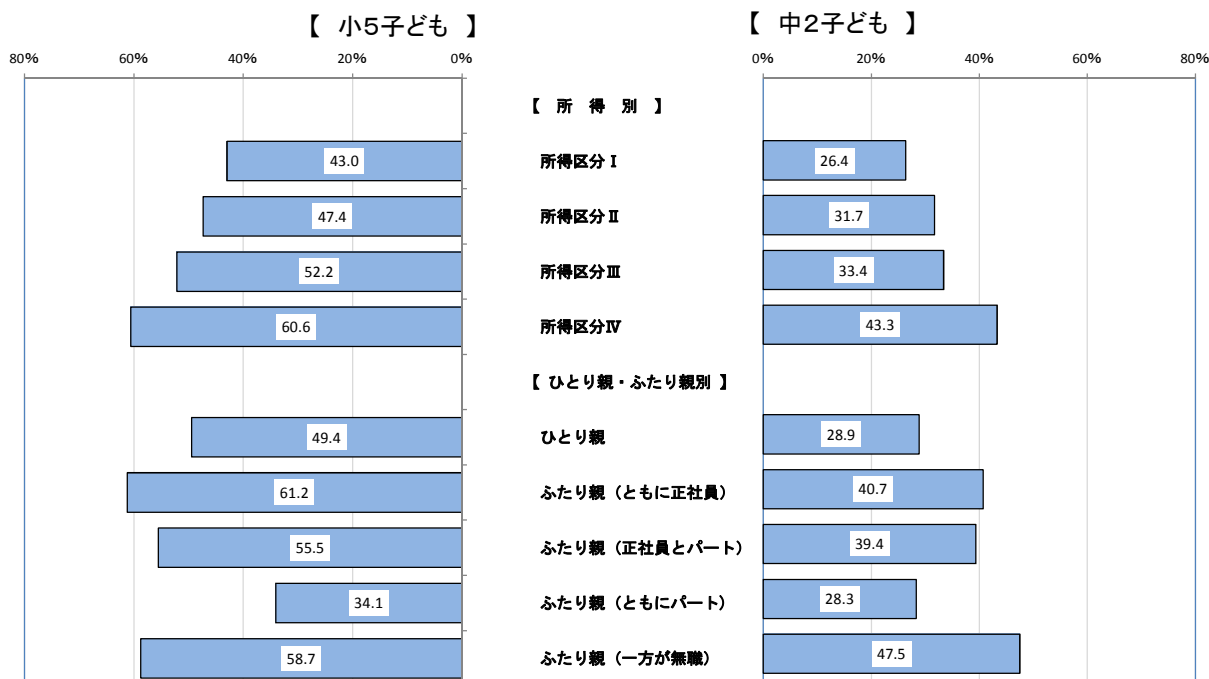 【 小5子ども 】 【 中2子ども 】
80% 60% 40% 20% 0% 0% 20% 40% 60% 80%
【 所 得 別 】
43.0 所得区分Ⅰ 26.4
47.4 所得区分Ⅱ 31.7
52.2 所得区分Ⅲ 33.4
60.6 所得区分Ⅳ 43.3
【 ひとり親・ふたり親別 】
49.4 ひとり親 28.9
61.2 ふたり親（ともに正社員） 40.7
55.5 ふたり親（正社員とパート） 39.4
34.1 ふたり親（ともにパート） 28.3
58.7 ふたり親（一方が無職） 47.5